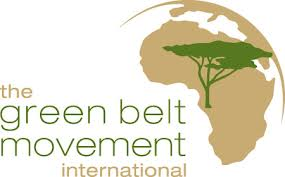 the
green belt
movement
international